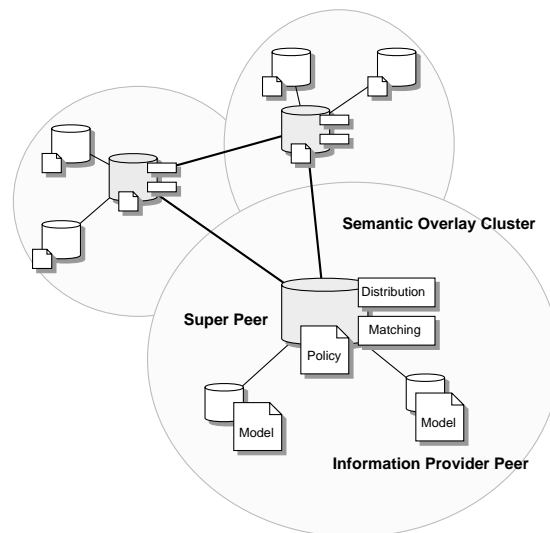 Semantic Overlay Cluster
Distribution
Super Peer
Matching
Policy
Model
Model
Information Provider Peer